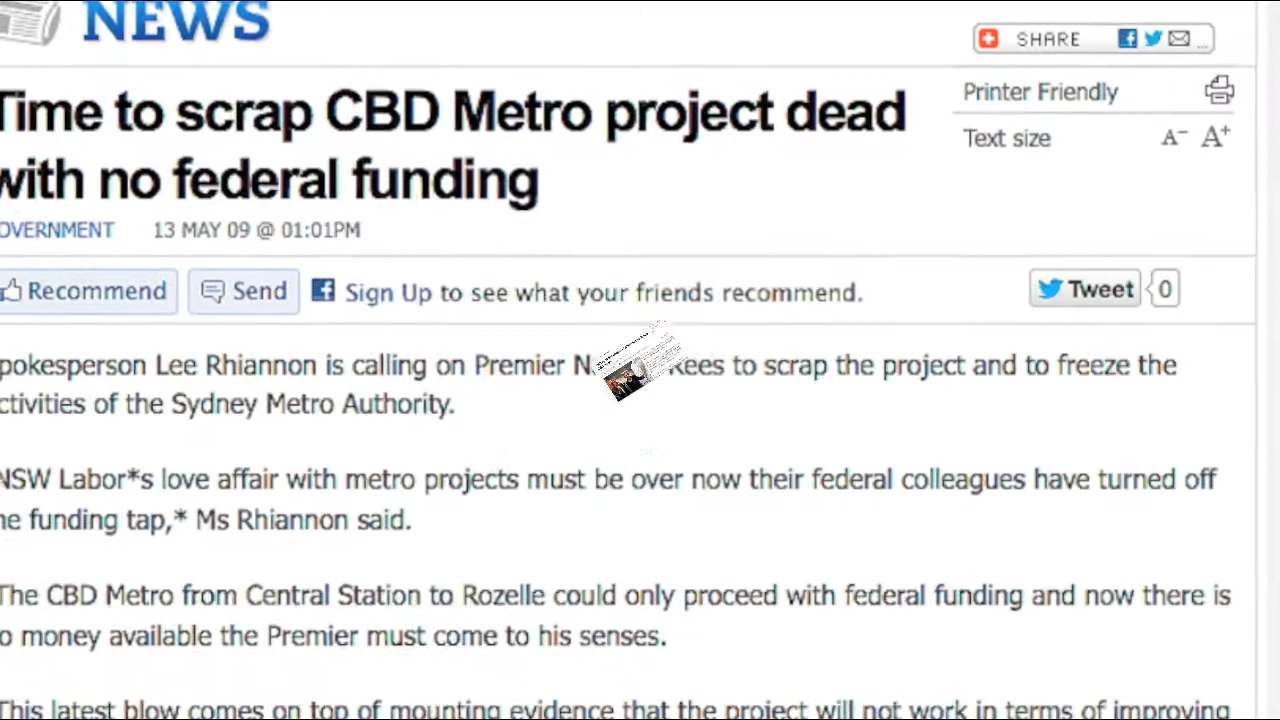 NEWS
SHARE
Time to scrap CBD Metro project dead
with no federal funding
Printer Friendly
Text size A- A+
OVERNMENT 13 MAY 09 @ 01:01PM
Recommend Send Sign Up to see what your friends recommend. Tweet 0
pokesperson Lee Rhiannon is calling on Premier N Rees to scrap the project and to freeze the
ctivities of the Sydney Metro Authority.
NSW Labor*s love affair with metro projects must be over now their federal colleagues have turned off
he funding tap,* Ms Rhiannon said.
The CBD Metro from Central Station to Rozelle could only proceed with federal funding and now there is
o money available the Premier must come to his senses.
This latest blow comes on top of mounting evidence that the project will not work in terms of improving